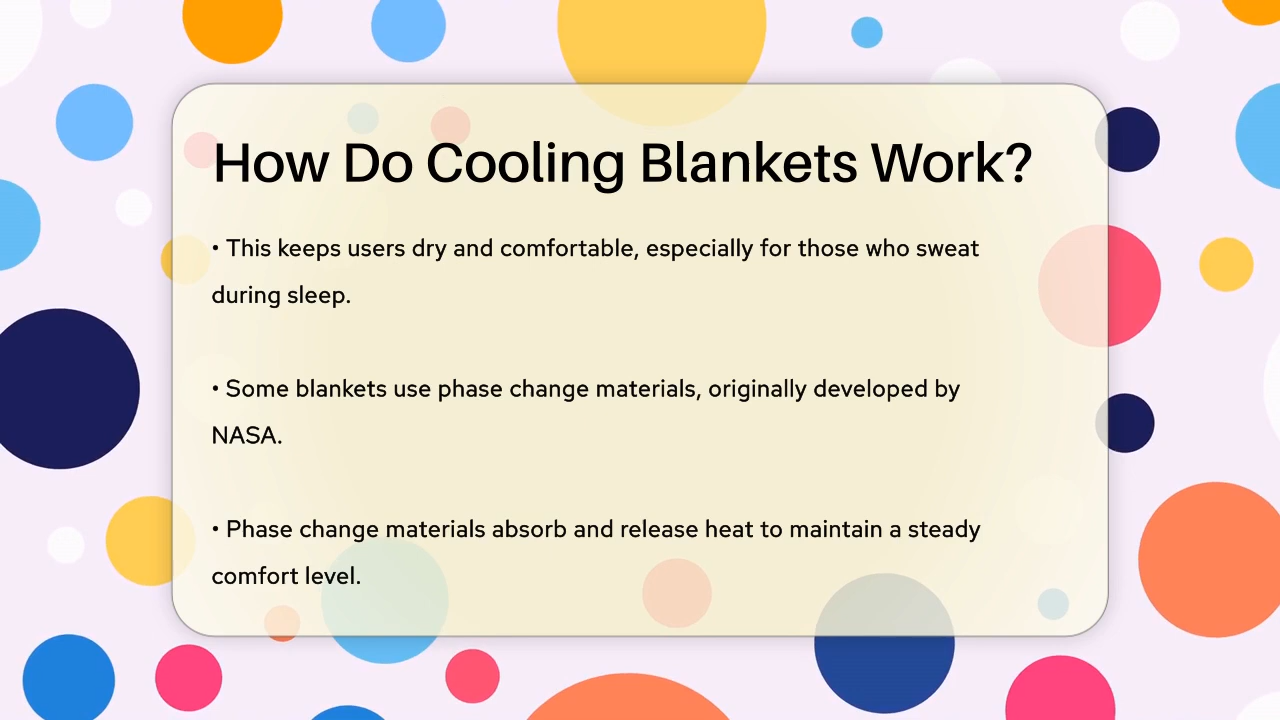 How Do Cooling Blankets Work?
• This keeps users dry and comfortable, especially for those who sweat
during sleep.
• Some blankets use phase change materials, originally developed by
NASA.
• Phase change materials absorb and release heat to maintain a steady
comfort level.